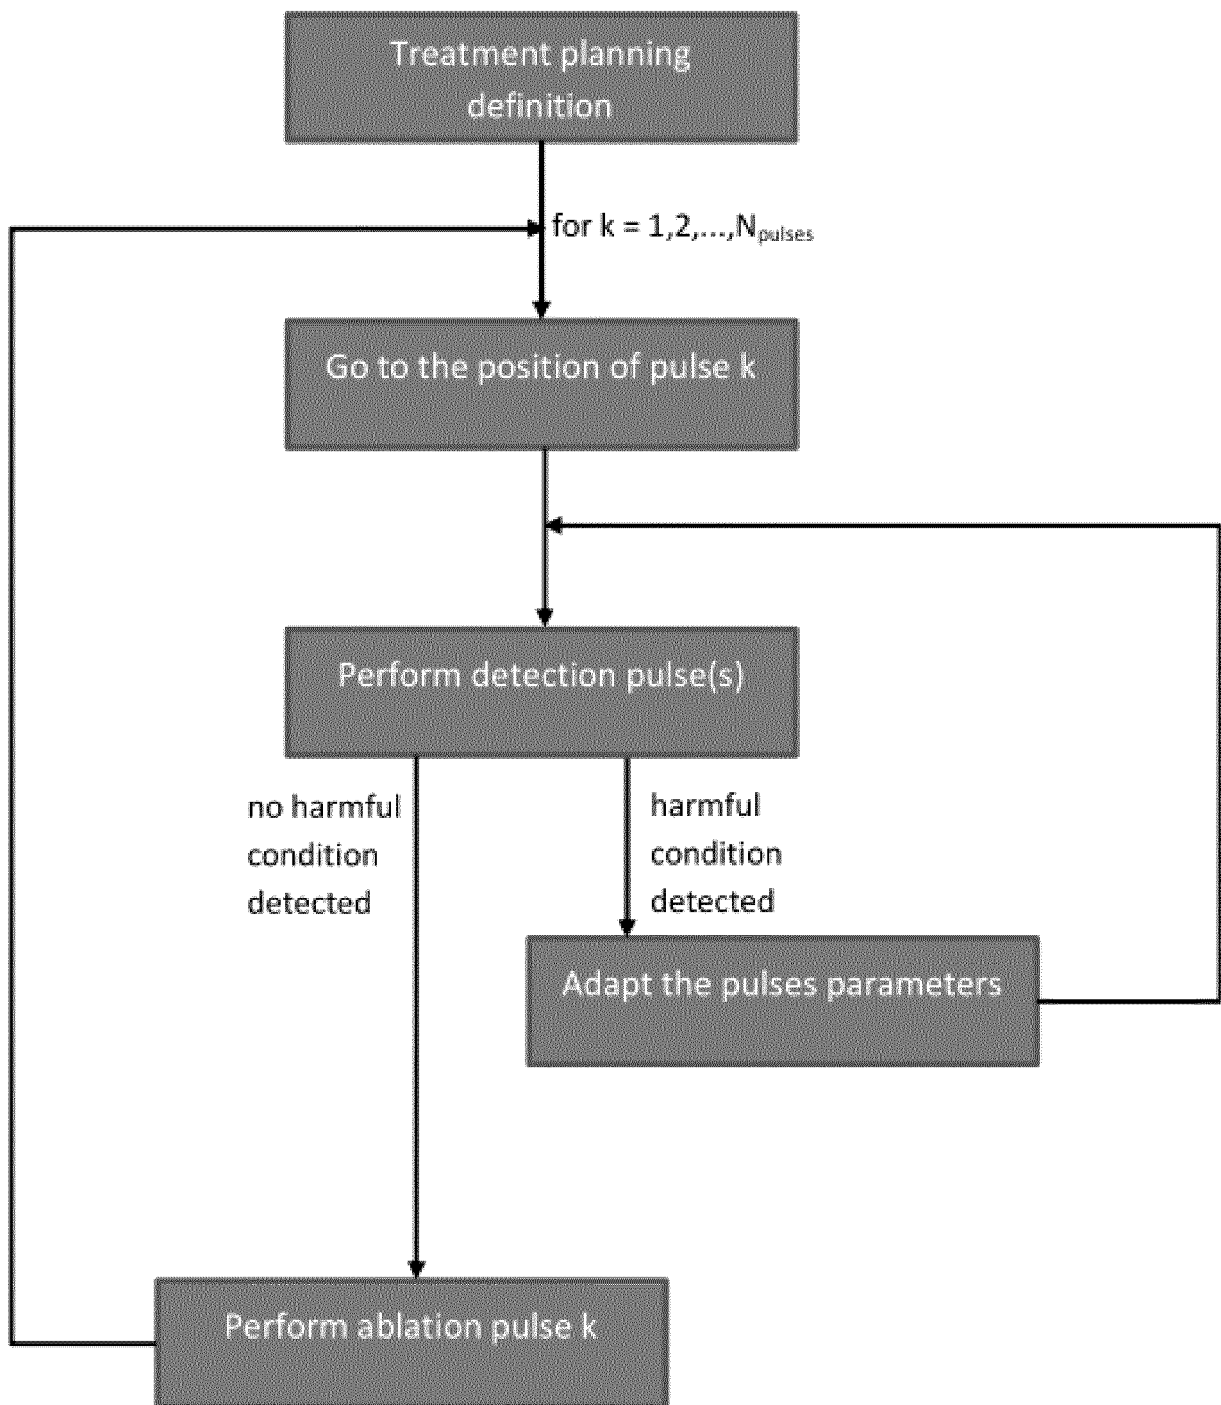 Treatment planning
definition
for k = 1,2,...,Npulses
Go to the position of pulse k
Perform detection pulse(s)
no harmful
condition
detected
harmful
condition
detected
Adapt the pulses parameters
Perform ablation pulse k